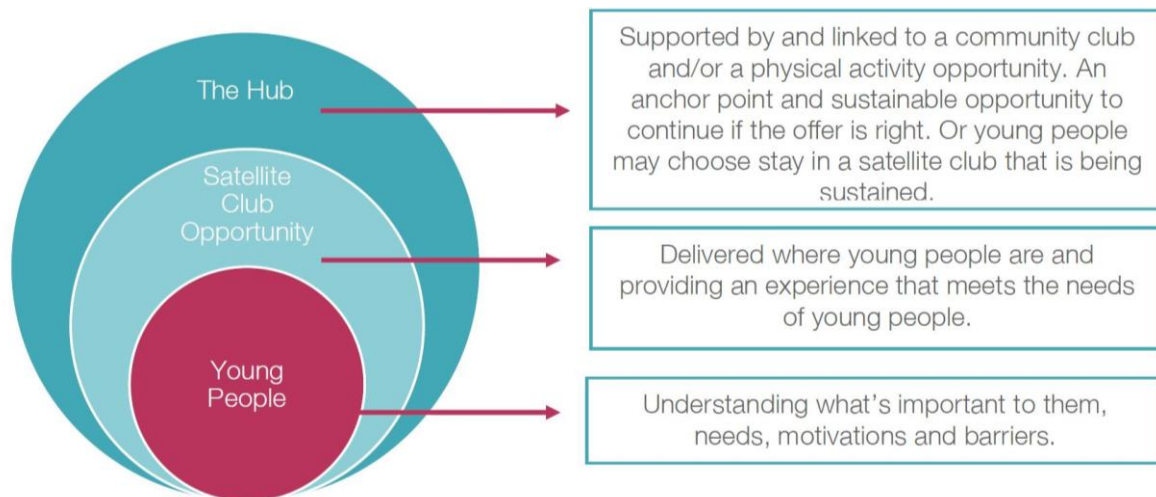 The Hub
Supported by and linked to a community club
and/or a physical activity opportunity. An
anchor point and sustainable opportunity to
continue if the offer is right. Or young people
may choose stay in a satellite club that is being
sustained.
Satellite
Club
Opportunity
Delivered where young people are and
providing an experience that meets the needs
of young people.
Young
People
Understanding what's important to them,
needs, motivations and barriers.